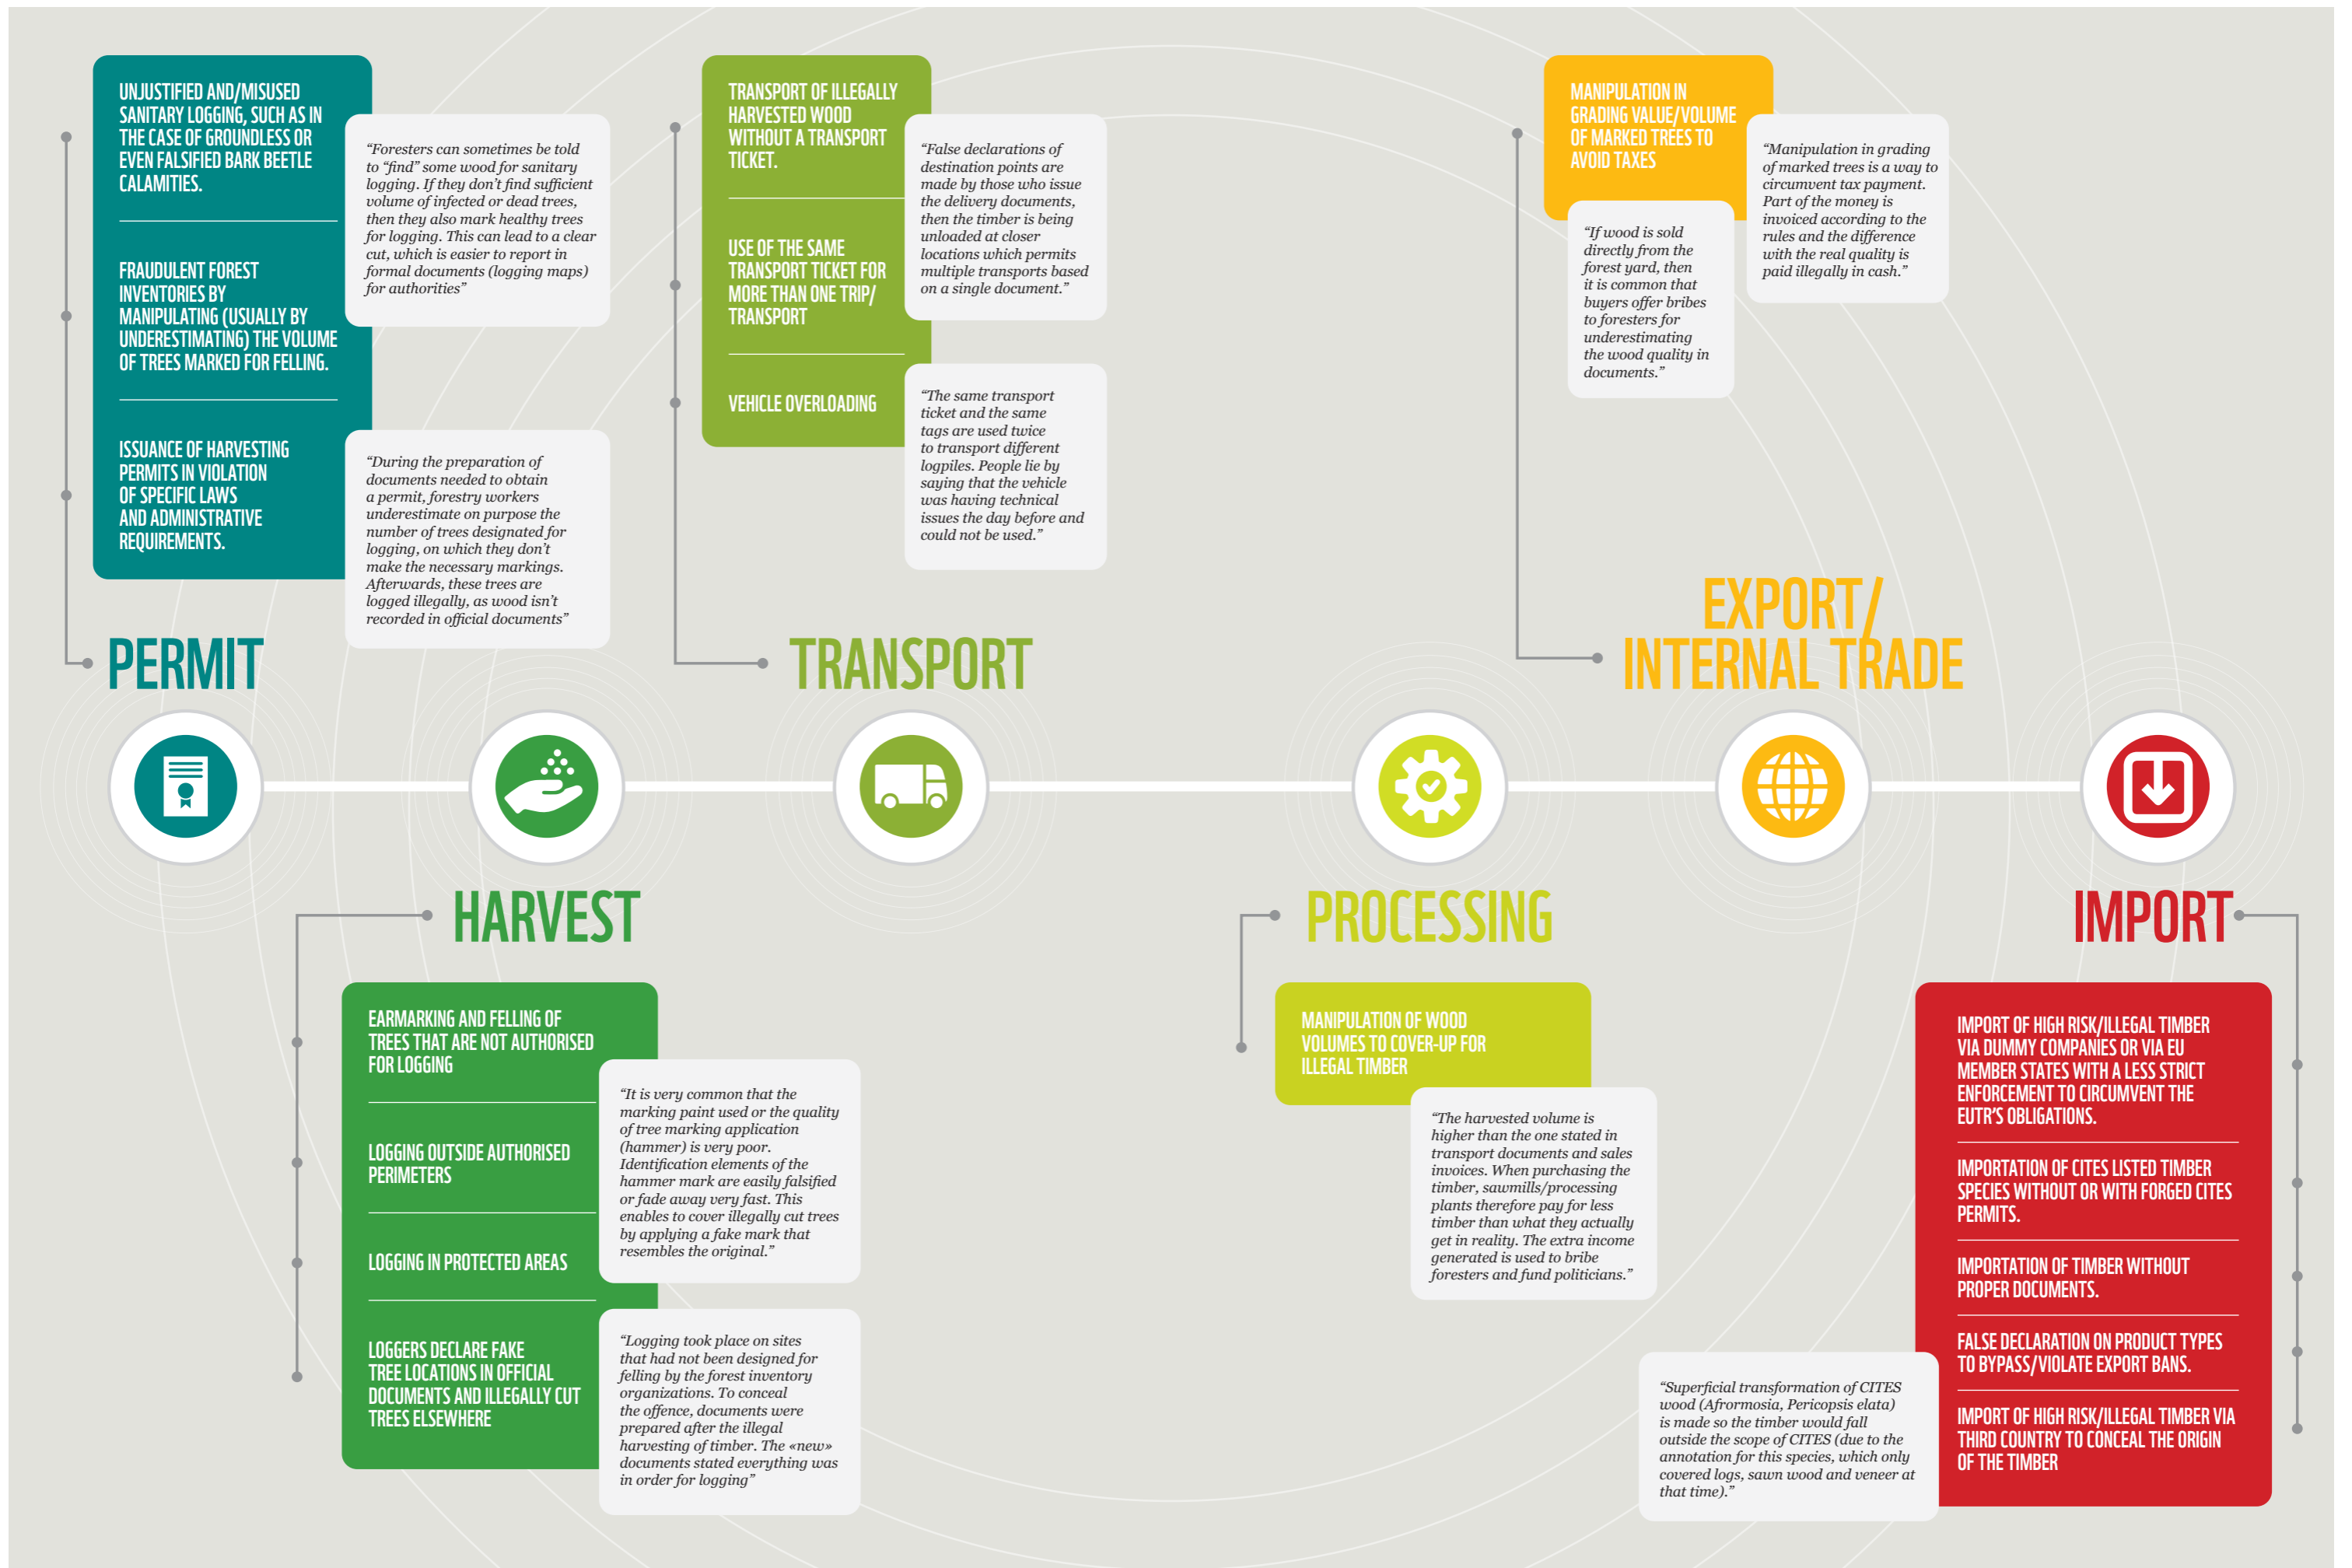 UNJUSTIFIED AND/MISUSED
SANITARY LOGGING, SUCH AS IN
THE CASE OF GROUNDLESS OR
EVEN FALSIFIED BARK BEETLE
CALAMITIES.
FRAUDULENT FOREST
INVENTORIES BY
MANIPULATING (USUALLY BY
UNDERESTIMATING) THE VOLUME
OF TREES MARKED FOR FELLING.
ISSUANCE OF HARVESTING
PERMITS IN VIOLATION
OF SPECIFIC LAWS
AND ADMINISTRATIVE
REQUIREMENTS.
“Foresters can sometimes be told
to “find” some wood for sanitary
logging. If they don’t find sufficient
volume of infected or dead trees,
then they also mark healthy trees
for logging. This can lead to a clear
cut, which is easier to report in
formal documents (logging maps)
for authorities”
“During the preparation of
documents needed to obtain
a permit, forestry workers
underestimate on purpose the
number of trees designated for
logging, on which they don’t
make the necessary markings.
Afterwards, these trees are
logged illegally, as wood isn’t
recorded in official documents”
PERMIT
TRANSPORT OF ILLEGALLY
HARVESTED WOOD
WITHOUT A TRANSPORT
TICKET.
USE OF THE SAME
TRANSPORT TICKET FOR
MORE THAN ONE TRIP/
TRANSPORT
VEHICLE OVERLOADING
“False declarations of
destination points are
made by those who issue
the delivery documents,
then the timber is being
unloaded at closer
locations which permits
multiple transports based
on a single document.”
“The same transport
ticket and the same
tags are used twice
to transport different
logpiles. People lie by
saying that the vehicle
was having technical
issues the day before and
could not be used.”
TRANSPORT
MANIPULATION IN
GRADING VALUE/VOLUME
OF MARKED TREES TO
AVOID TAXES
“Manipulation in grading
of marked trees is a way to
circumvent tax payment.
Part of the money is
invoiced according to the
rules and the difference
with the real quality is
paid illegally in cash.”
“If wood is sold
directly from the
forest yard, then
it is common that
buyers offer bribes
to foresters for
underestimating
the wood quality in
documents.”
EXPORT/
INTERNAL TRADE
HARVEST
EARMARKING AND FELLING OF
TREES THAT ARE NOT AUTHORISED
FOR LOGGING
LOGGING OUTSIDE AUTHORISED
PERIMETERS
LOGGING IN PROTECTED AREAS
LOGGERS DECLARE FAKE
TREE LOCATIONS IN OFFICIAL
DOCUMENTS AND ILLEGALLY CUT
TREES ELSEWHERE
“It is very common that the
marking paint used or the quality
of tree marking application
(hammer) is very poor.
Identification elements of the
hammer mark are easily falsified
or fade away very fast. This
enables to cover illegally cut trees
by applying a fake mark that
resembles the original.”
“Logging took place on sites
that had not been designed for
felling by the forest inventory
organizations. To conceal
the offence, documents were
prepared after the illegal
harvesting of timber. The «new»
documents stated everything was
in order for logging”
PROCESSING
MANIPULATION OF WOOD
VOLUMES TO COVER-UP FOR
ILLEGAL TIMBER
“The harvested volume is
higher than the one stated in
transport documents and sales
invoices. When purchasing the
timber, sawmills/processing
plants therefore pay for less
timber than what they actually
get in reality. The extra income
generated is used to bribe
foresters and fund politicians.”
IMPORT
IMPORT OF HIGH RISK/ILLEGAL TIMBER
VIA DUMMY COMPANIES OR VIA EU
MEMBER STATES WITH A LESS STRICT
ENFORCEMENT TO CIRCUMVENT THE
EUTR’S OBLIGATIONS.
IMPORTATION OF CITES LISTED TIMBER
SPECIES WITHOUT OR WITH FORGED CITES
PERMITS.
IMPORTATION OF TIMBER WITHOUT
PROPER DOCUMENTS.
FALSE DECLARATION ON PRODUCT TYPES
TO BYPASS/VIOLATE EXPORT BANS.
IMPORT OF HIGH RISK/ILLEGAL TIMBER VIA
THIRD COUNTRY TO CONCEAL THE ORIGIN
OF THE TIMBER
“Superficial transformation of CITES
wood (Afrormosia, Pericopsis elata)
is made so the timber would fall
outside the scope of CITES (due to the
annotation for this species, which only
covered logs, sawn wood and veneer at
that time).”